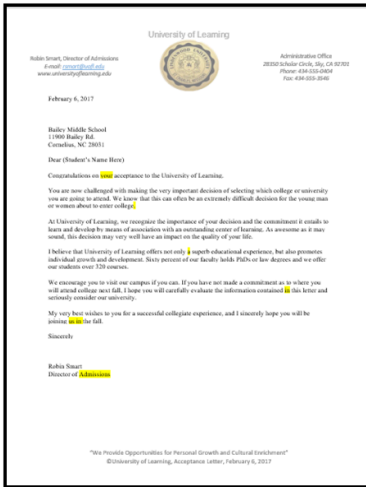 University of Learning
Robin Smart, Director of Admissions
E-mail: rsmart@uofl.edu
www.universityoflearning.edu
Administrative Office
28350 Scholar Circle, Sky, CA 92701
Phone: 434-555-0404
Fax: 434-555-3546
February 6, 2017
Bailey Middle School
11900 Bailey Rd.
Cornelius, NC 28031
Dear (Student's Name Here)
Congratulations on your acceptance to the University of Learning.
You are now challenged with making the very important decision of selecting which college or university
you are going to attend. We know that this can often be an extremely difficult decision for the young man
or women about to enter college.
At University of Learning, we recognize the importance of your decision and the commitment it entails to
learn and develop by means of association with an outstanding center of learning. As awesome as it may
sound, this decision may very well have an impact on the quality of your life.
I believe that University of Learning offers not only a superb educational experience, but also promotes
individual growth and development. Sixty percent of our faculty holds PhDs or law degrees and we offer
our students over 320 courses.
We encourage you to visit our campus if you can. If you have not made a commitment as to where you
will attend college next fall, I hope you will carefully evaluate the information contained in this letter and
seriously consider our university.
My very best wishes to you for a successful collegiate experience, and I sincerely hope you will be
joining us in the fall.
Sincerely
Robin Smart
Director of Admissions
"We Provide Opportunities for Personal Growth and Cultural Enrichment"
©University of Learning, Acceptance Letter, February 6, 2017